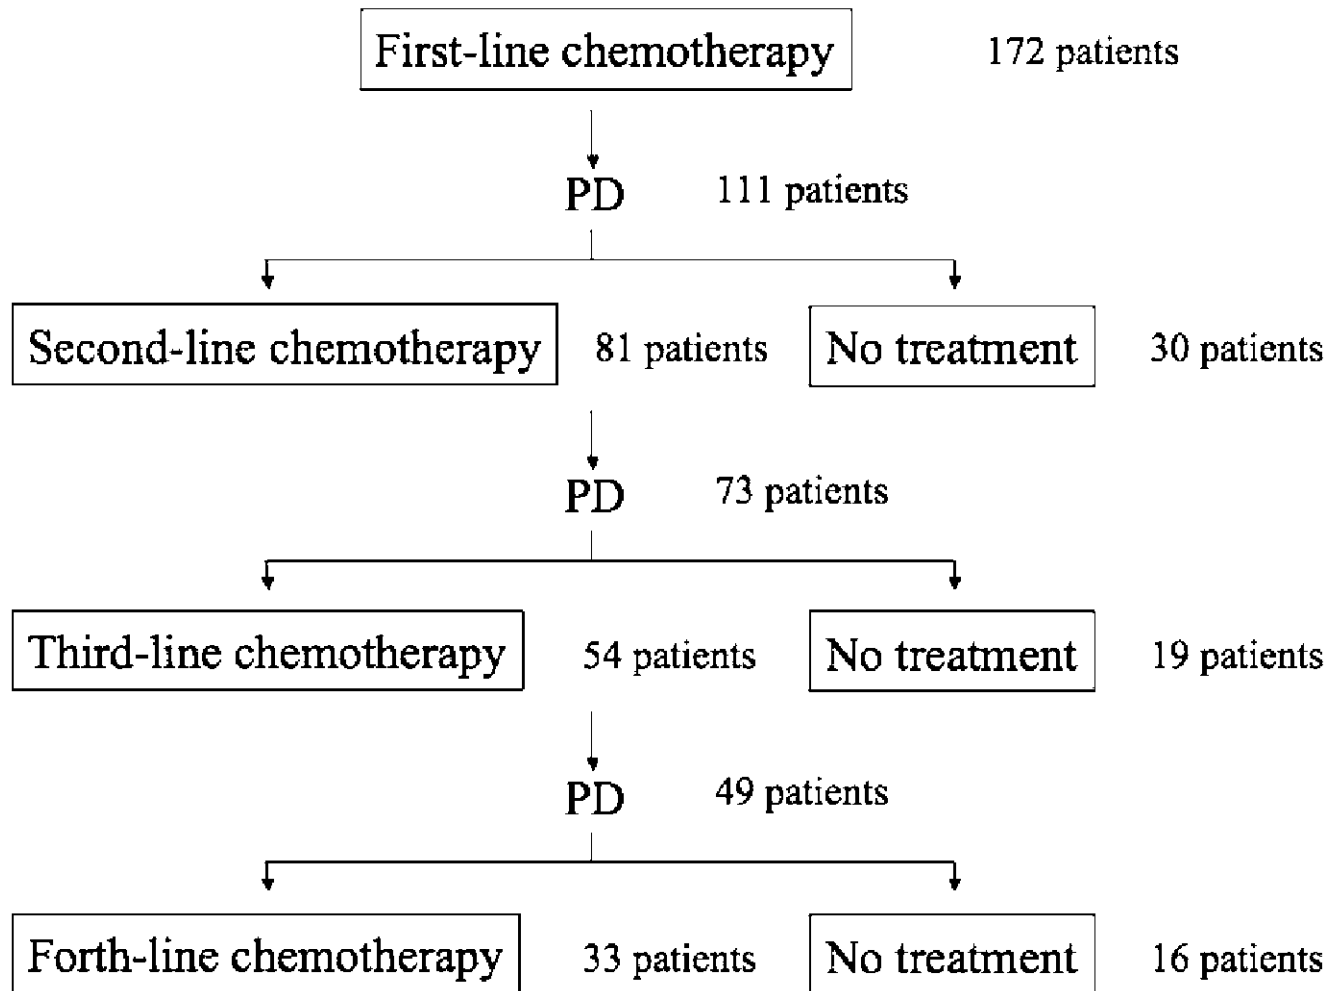 First-line chemotherapy 172 patients
PD 111 patients
Second-line chemotherapy 81 patients No treatment 30 patients
PD 73 patients
Third-line chemotherapy 54 patients No treatment 19 patients
PD 49 patients
Forth-line chemotherapy 33 patients No treatment 16 patients